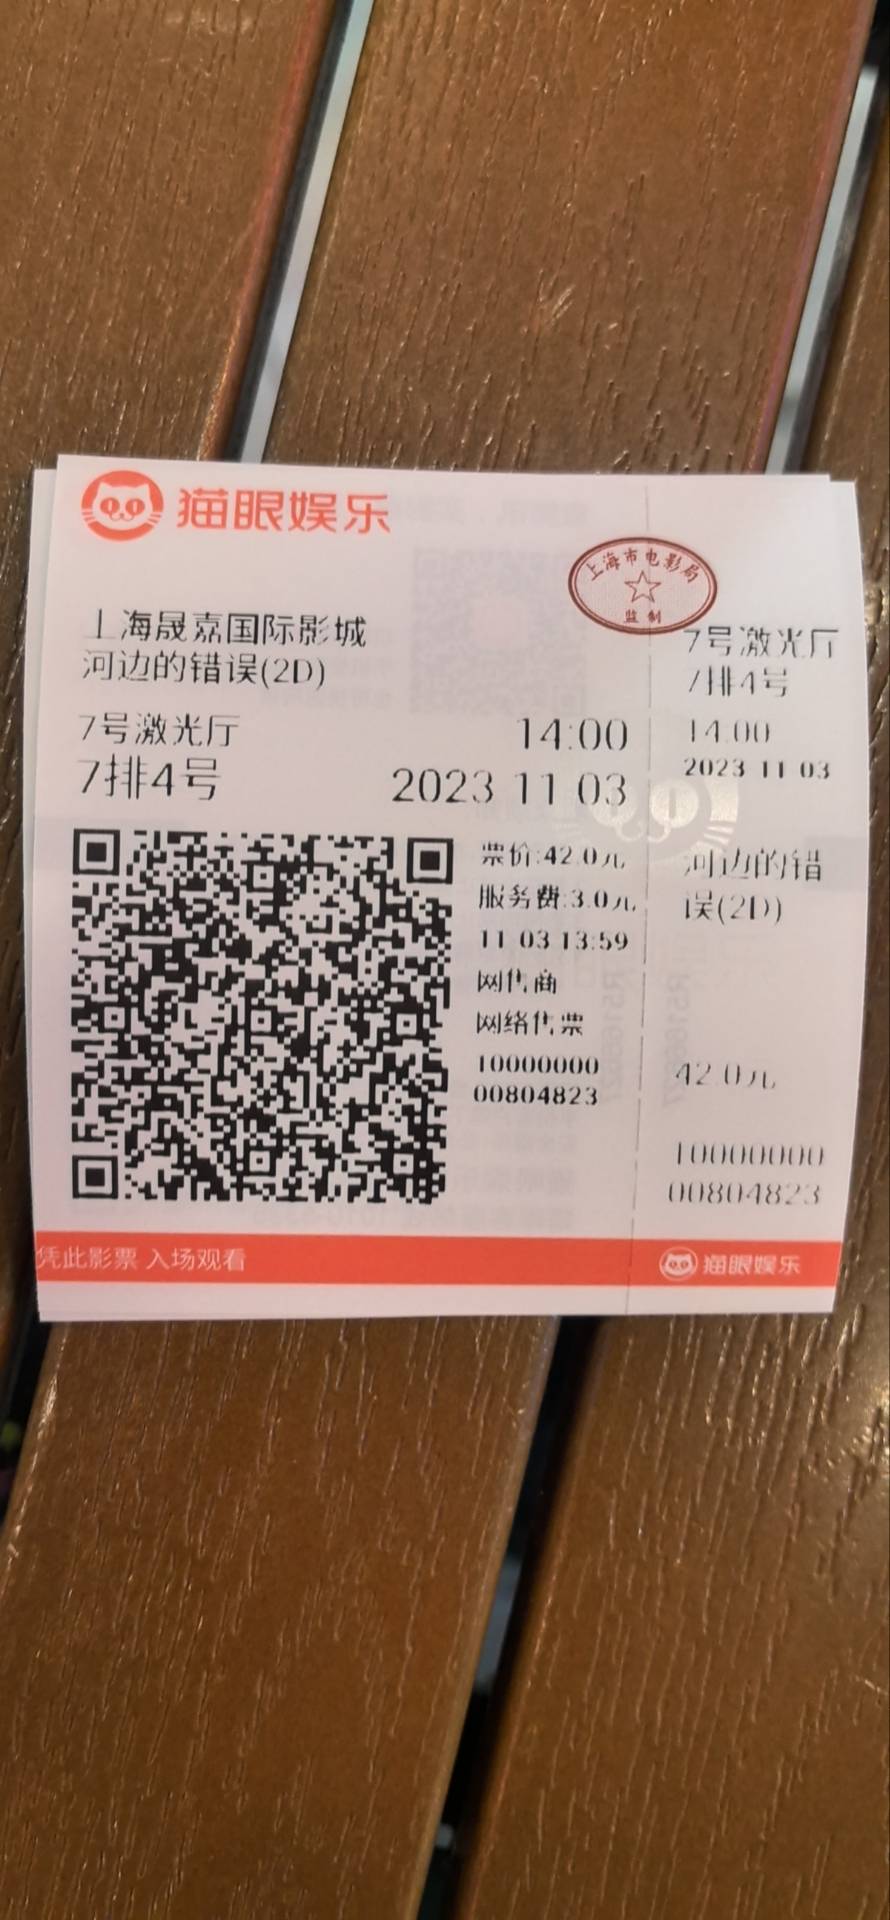 猫眼娱乐
上海市电影局
监制
上海晟嘉国际影城
河边的错误(2D)
7号激光厅
14:00
7排4号
2023 11 03
票价:42.0元
服务费:3.0元
11 03 13:59
网售商
网络售票
10000000
00804823
7号激光厅
7排4号
14:00
2023 11 03
河边的错
误(2D)
42.0元
10000000
00804823
凭此影票 入场观看
猫眼娱乐